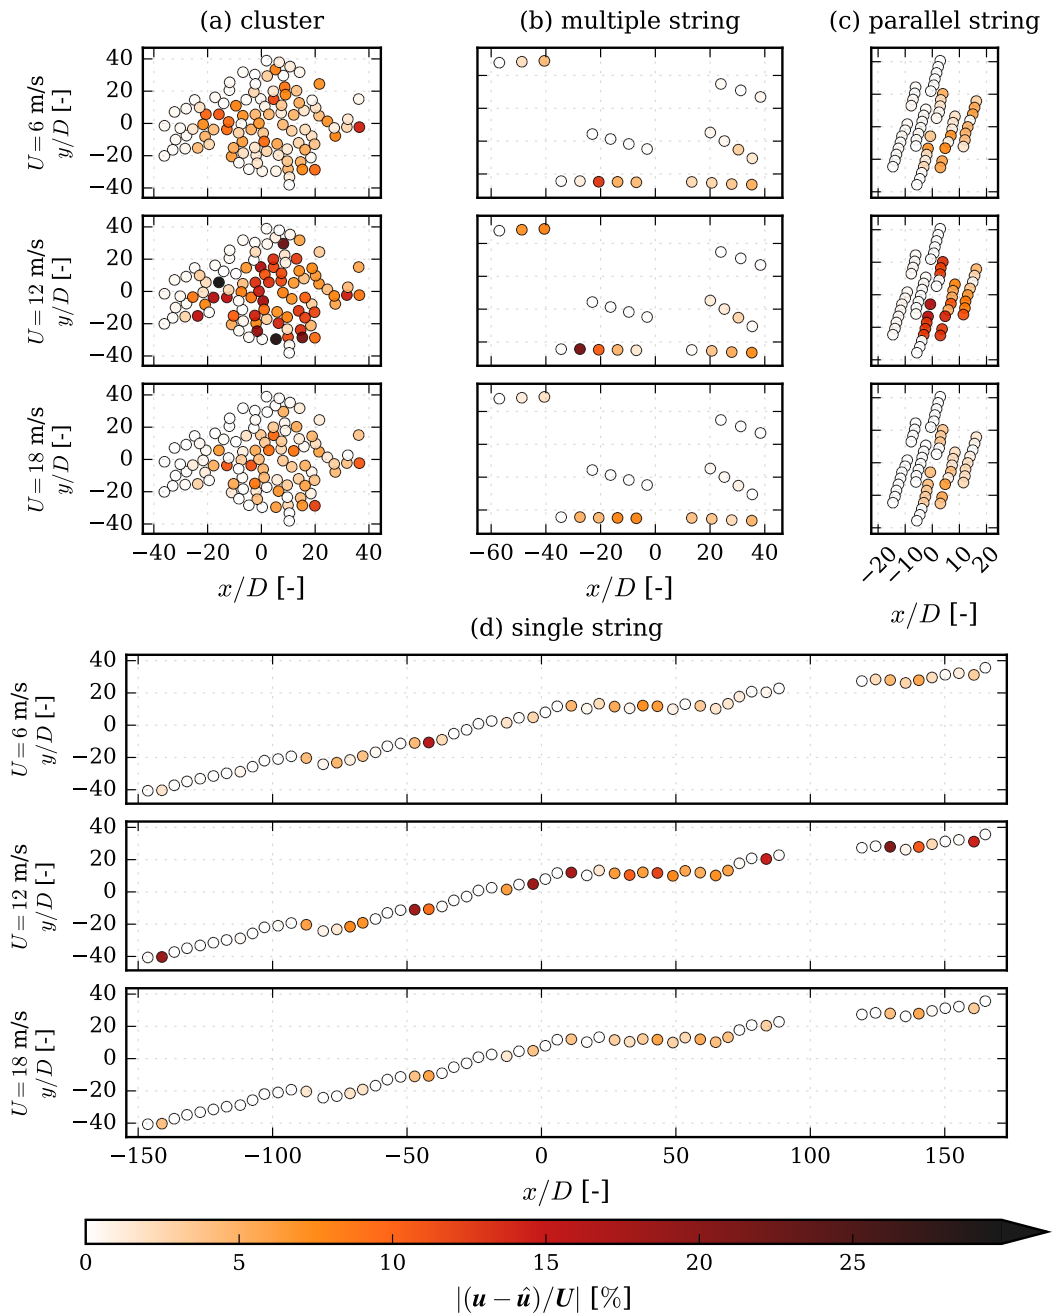 (a) cluster (b) multiple string (c) parallel string
U = 6 m/s
y/D [-]
40
20
0
−20
−40
U = 12 m/s
y/D [-]
40
20
0
−20
−40
U = 18 m/s
y/D [-]
40
20
0
−20
−40
−40 −20 0 20 40
x/D [-]
−60 −40 −20 0 20 40
x/D [-]
−20 −10 0 10 20
x/D [-]
(d) single string
U = 6 m/s
y/D [-]
40
20
0
−20
−40
U = 12 m/s
y/D [-]
40
20
0
−20
−40
U = 18 m/s
y/D [-]
40
20
0
−20
−40
−150 −100 −50 0 50 100 150
x/D [-]
0 5 10 15 20 25
|(u − û)/U| [%]